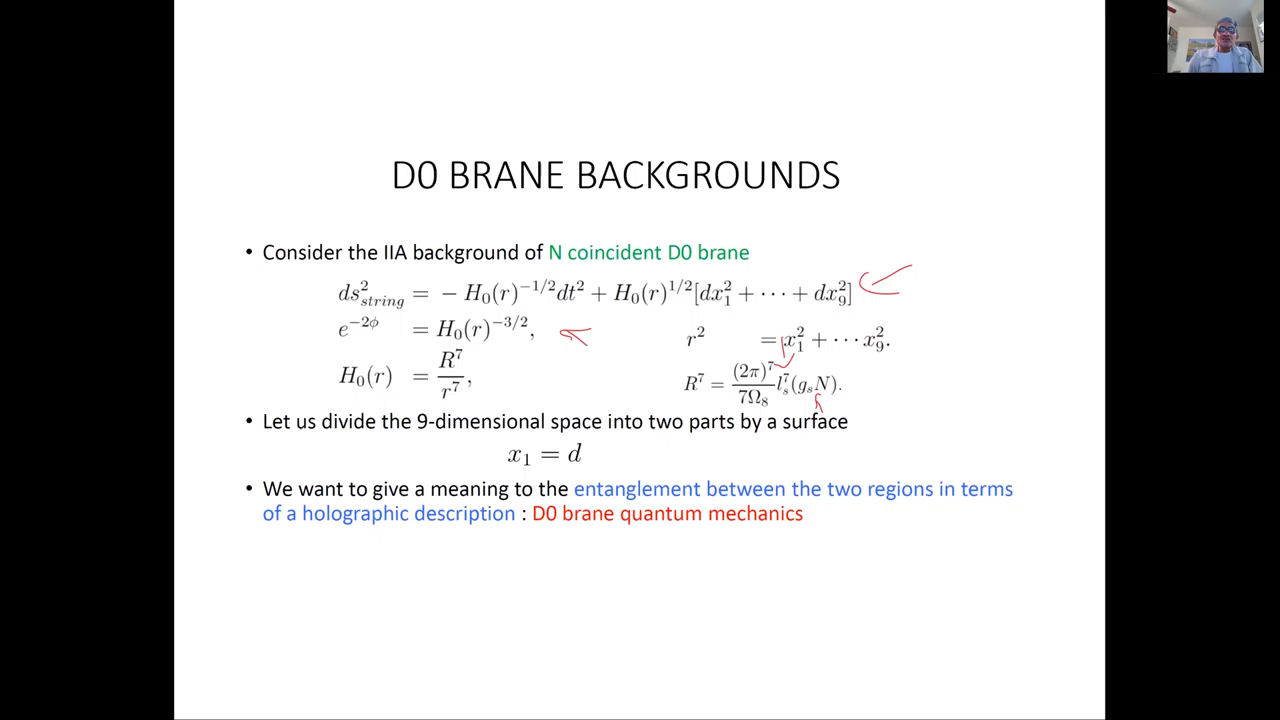 D0 BRANE BACKGROUNDS
• Consider the IIA background of N coincident D0 brane
ds²_string = − H₀(r)^{−1/2}dt² + H₀(r)^{1/2}[dx₁² + ⋯ + dx₉²]
e^{−2ϕ} = H₀(r)^{−3/2},
r² = x₁² + ⋯ x₉².
H₀(r) = R⁷/r⁷,
R⁷ = (2π)⁷/7Ω₈ l_s⁷(g_sN).
• Let us divide the 9-dimensional space into two parts by a surface
x₁ = d
• We want to give a meaning to the entanglement between the two regions in terms
of a holographic description : D0 brane quantum mechanics